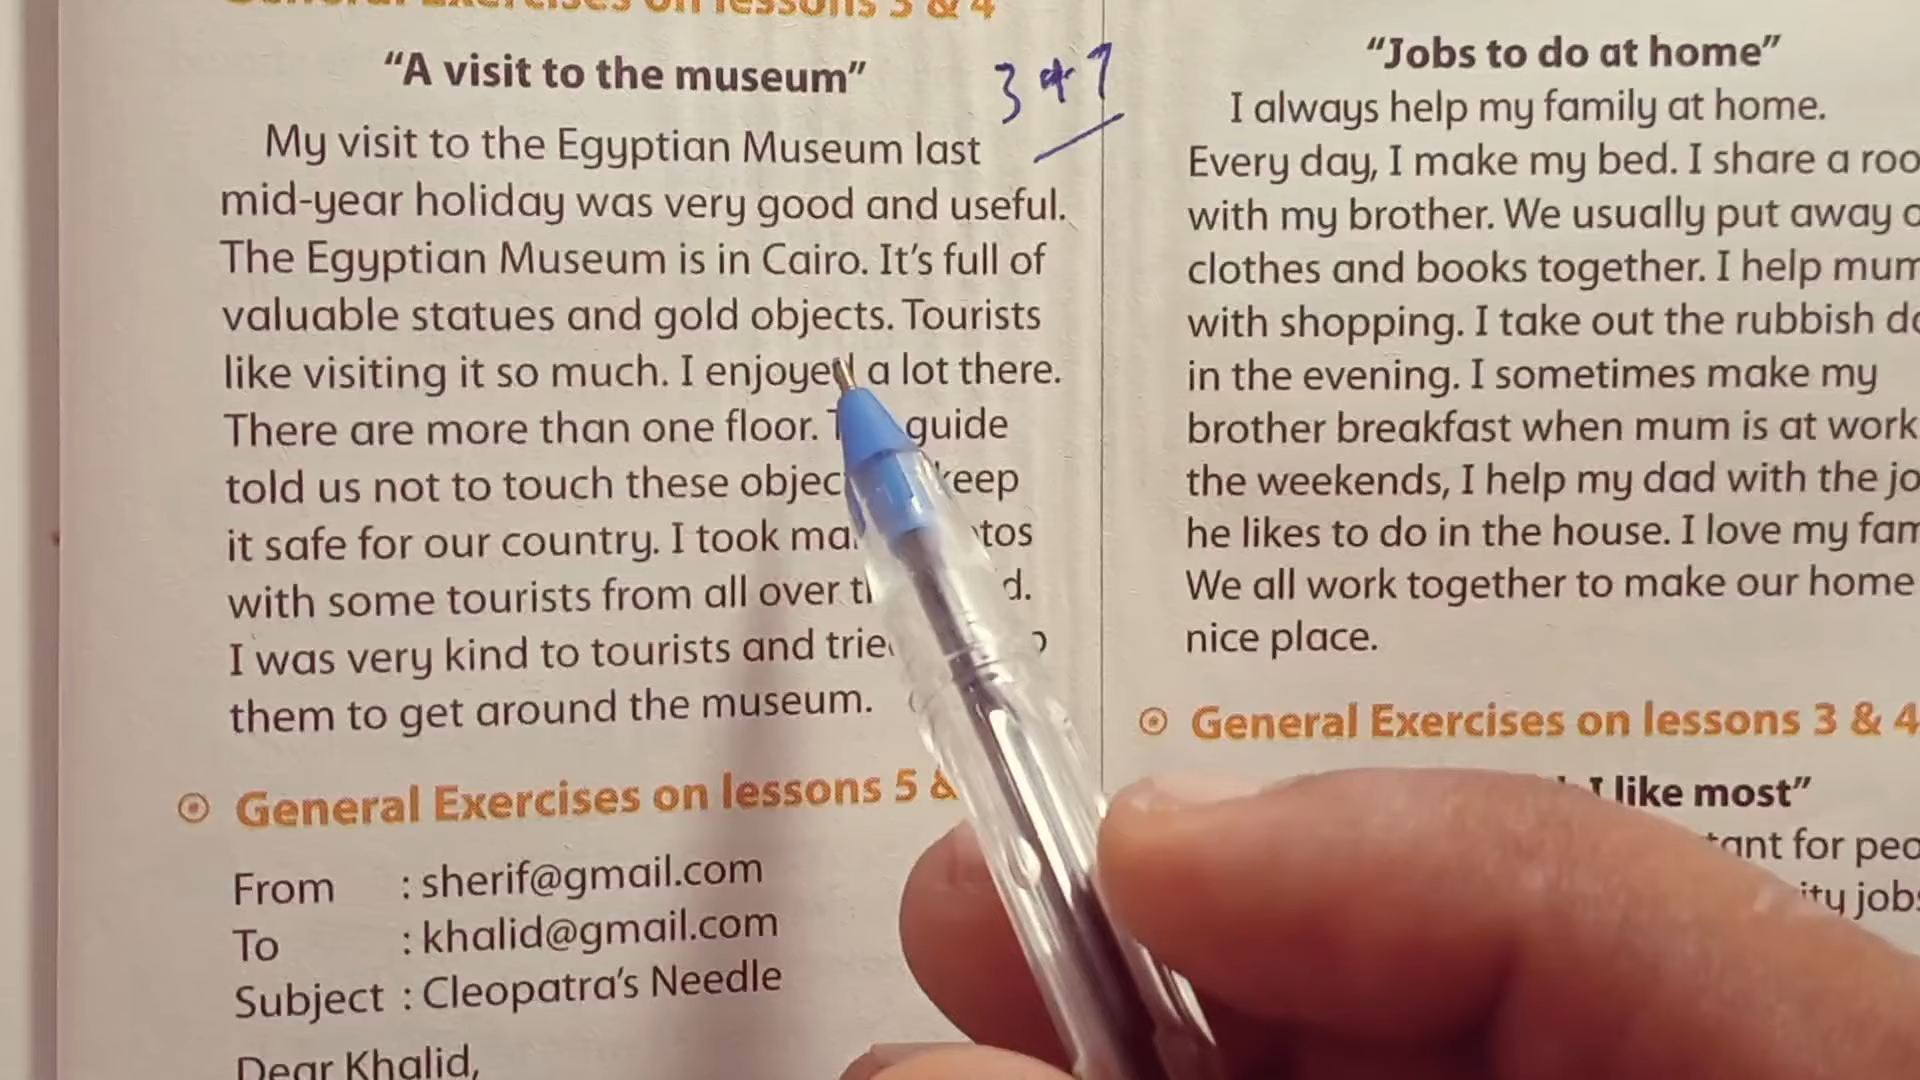 General Exercises on lessons 3 & 4
“A visit to the museum”
My visit to the Egyptian Museum last
mid-year holiday was very good and useful.
The Egyptian Museum is in Cairo. It’s full of
valuable statues and gold objects. Tourists
like visiting it so much. I enjoyed a lot there.
There are more than one floor. guide
told us not to touch these keep
it safe for our country. I took
with some tourists from all over
I was very kind to tourists and
them to get around the museum.
General Exercises on lessons 5 &
From : sherif@gmail.com
To : khalid@gmail.com
Subject : Cleopatra’s Needle
Dear Khalid,
“Jobs to do at home”
I always help my family at home.
Every day, I make my bed. I share a
with my brother. We usually put away
clothes and books together. I help
with shopping. I take out the rubbish
in the evening. I sometimes make my
brother breakfast when mum is at work
the weekends, I help my dad with the
he likes to do in the house. I love my
We all work together to make our home
nice place.
General Exercises on lessons 3 & 4
I like most”
for